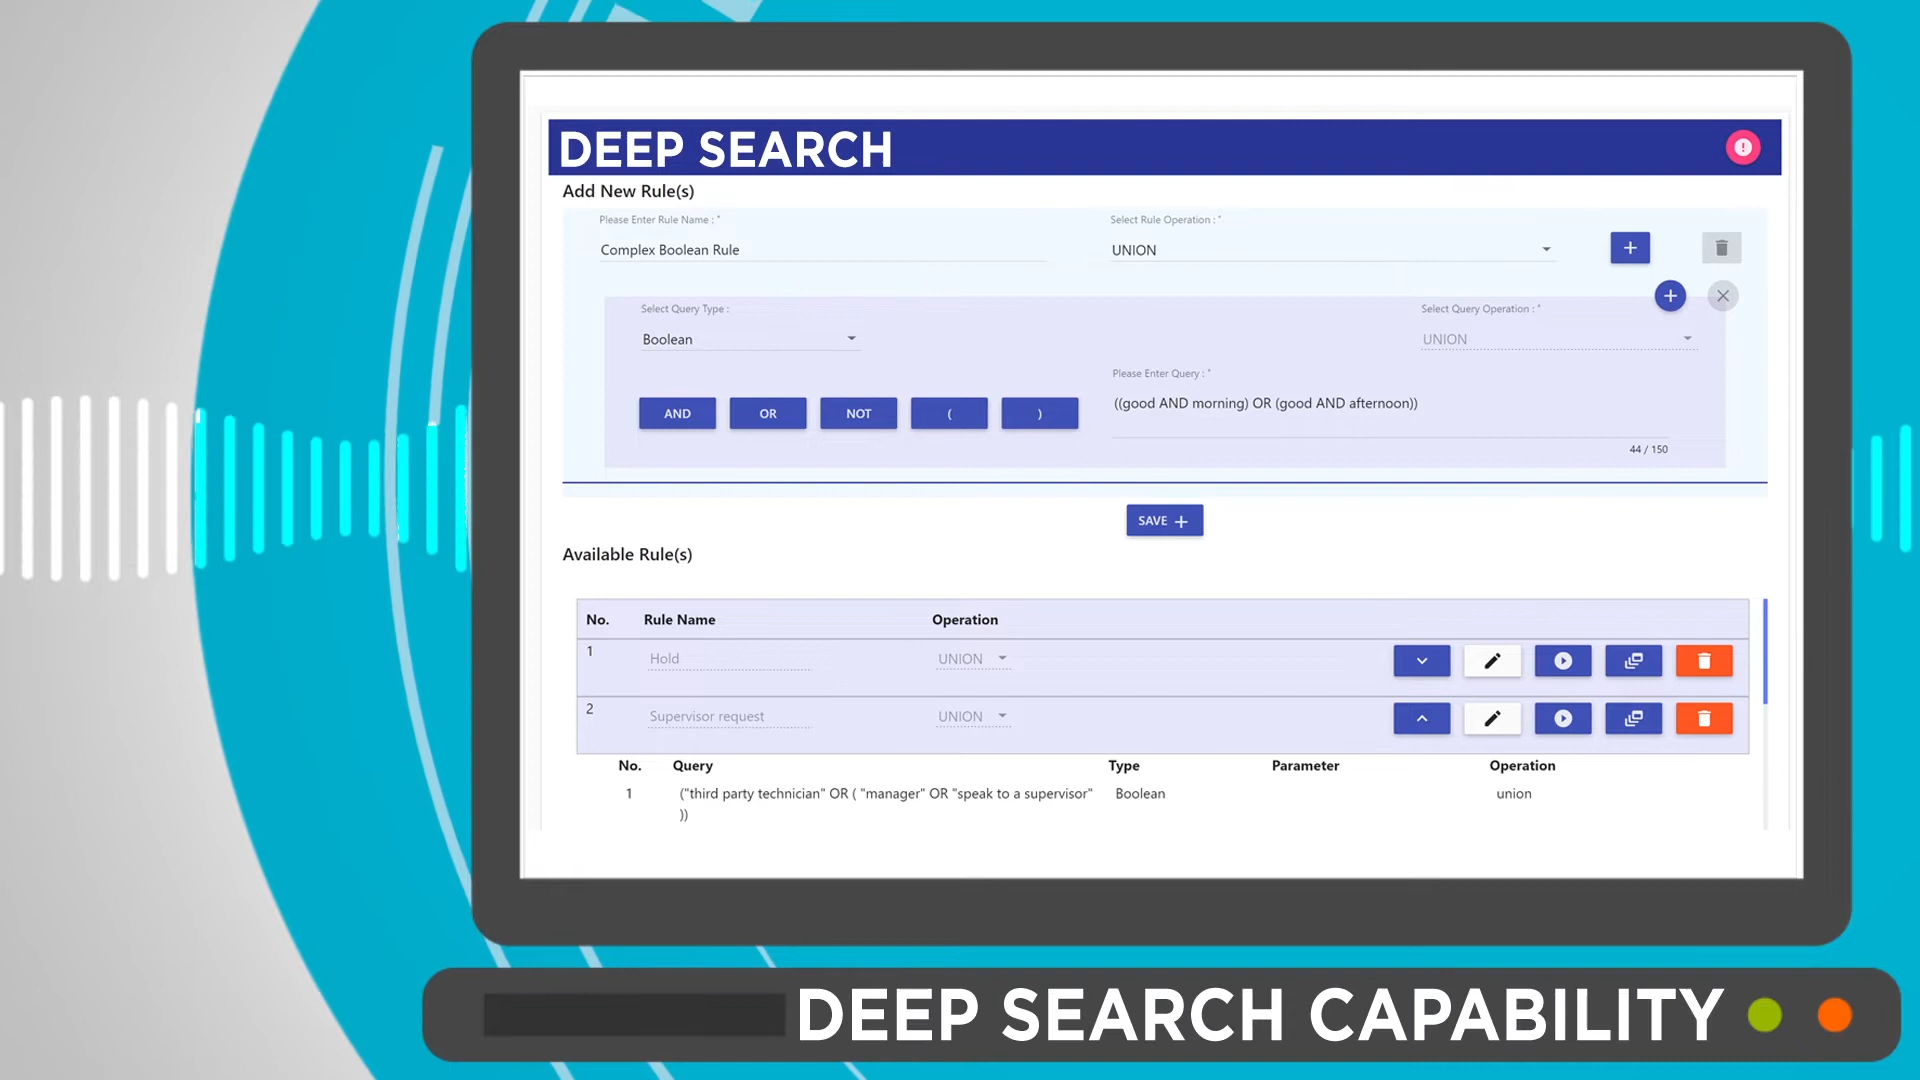 DEEP SEARCH
Add New Rule(s)
Please Enter Rule Name : *
Select Rule Operation : *
Complex Boolean Rule
UNION
Select Query Type :
Select Query Operation : *
Boolean
UNION
Please Enter Query : *
((good AND morning) OR (good AND afternoon))
AND
OR
NOT
(
)
44 / 150
SAVE
Available Rule(s)
No. Rule Name Operation
1 Hold UNION
2 Supervisor request UNION
No. Query Type Parameter Operation
1 ("third party technician" OR ( "manager" OR "speak to a supervisor" Boolean union
))
DEEP SEARCH CAPABILITY